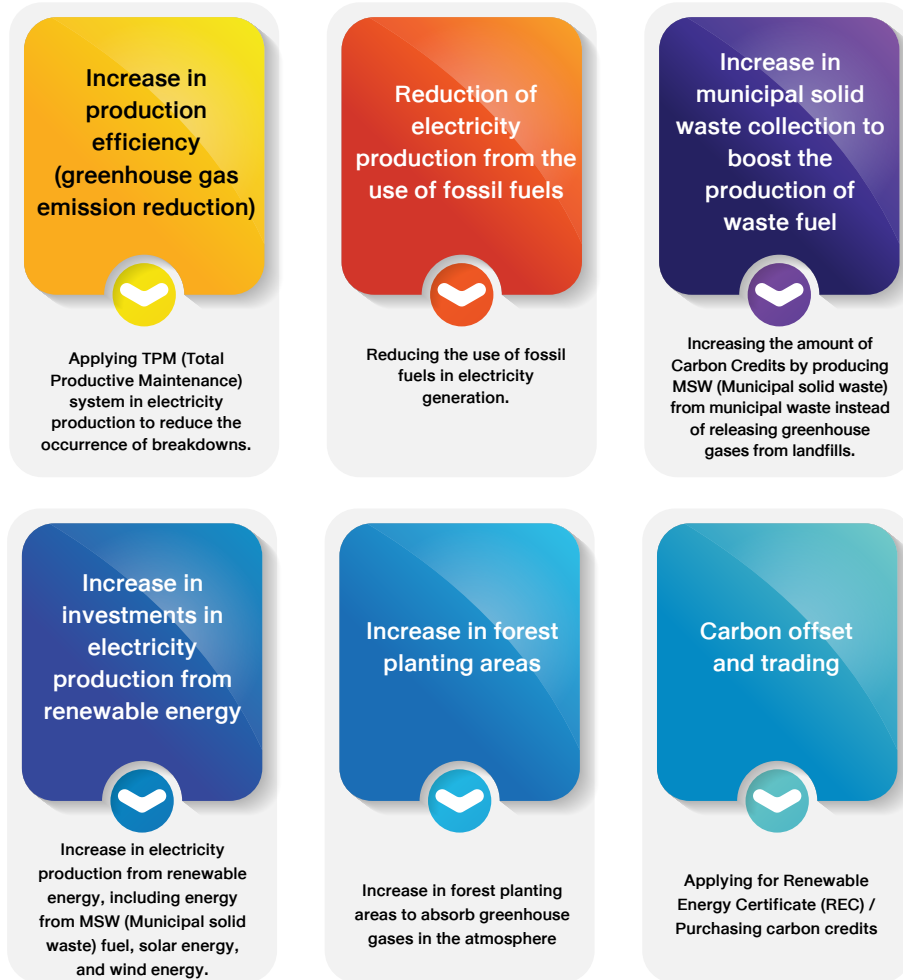 Increase in
production
efficiency
(greenhouse gas
emission reduction)
Applying TPM (Total
Productive Maintenance)
system in electricity
production to reduce the
occurrence of breakdowns.
Reduction of
electricity
production from the
use of fossil fuels
Reducing the use of fossil
fuels in electricity
generation.
Increase in
municipal solid
waste collection to
boost the
production of
waste fuel
Increasing the amount of
Carbon Credits by producing
MSW (Municipal solid waste)
from municipal waste instead
of releasing greenhouse
gases from landfills.
Increase in
investments in
electricity
production from
renewable energy
Increase in electricity
production from renewable
energy, including energy
from MSW (Municipal solid
waste) fuel, solar energy,
and wind energy.
Increase in forest
planting areas
Increase in forest planting
areas to absorb greenhouse
gases in the atmosphere
Carbon offset
and trading
Applying for Renewable
Energy Certificate (REC) /
Purchasing carbon credits